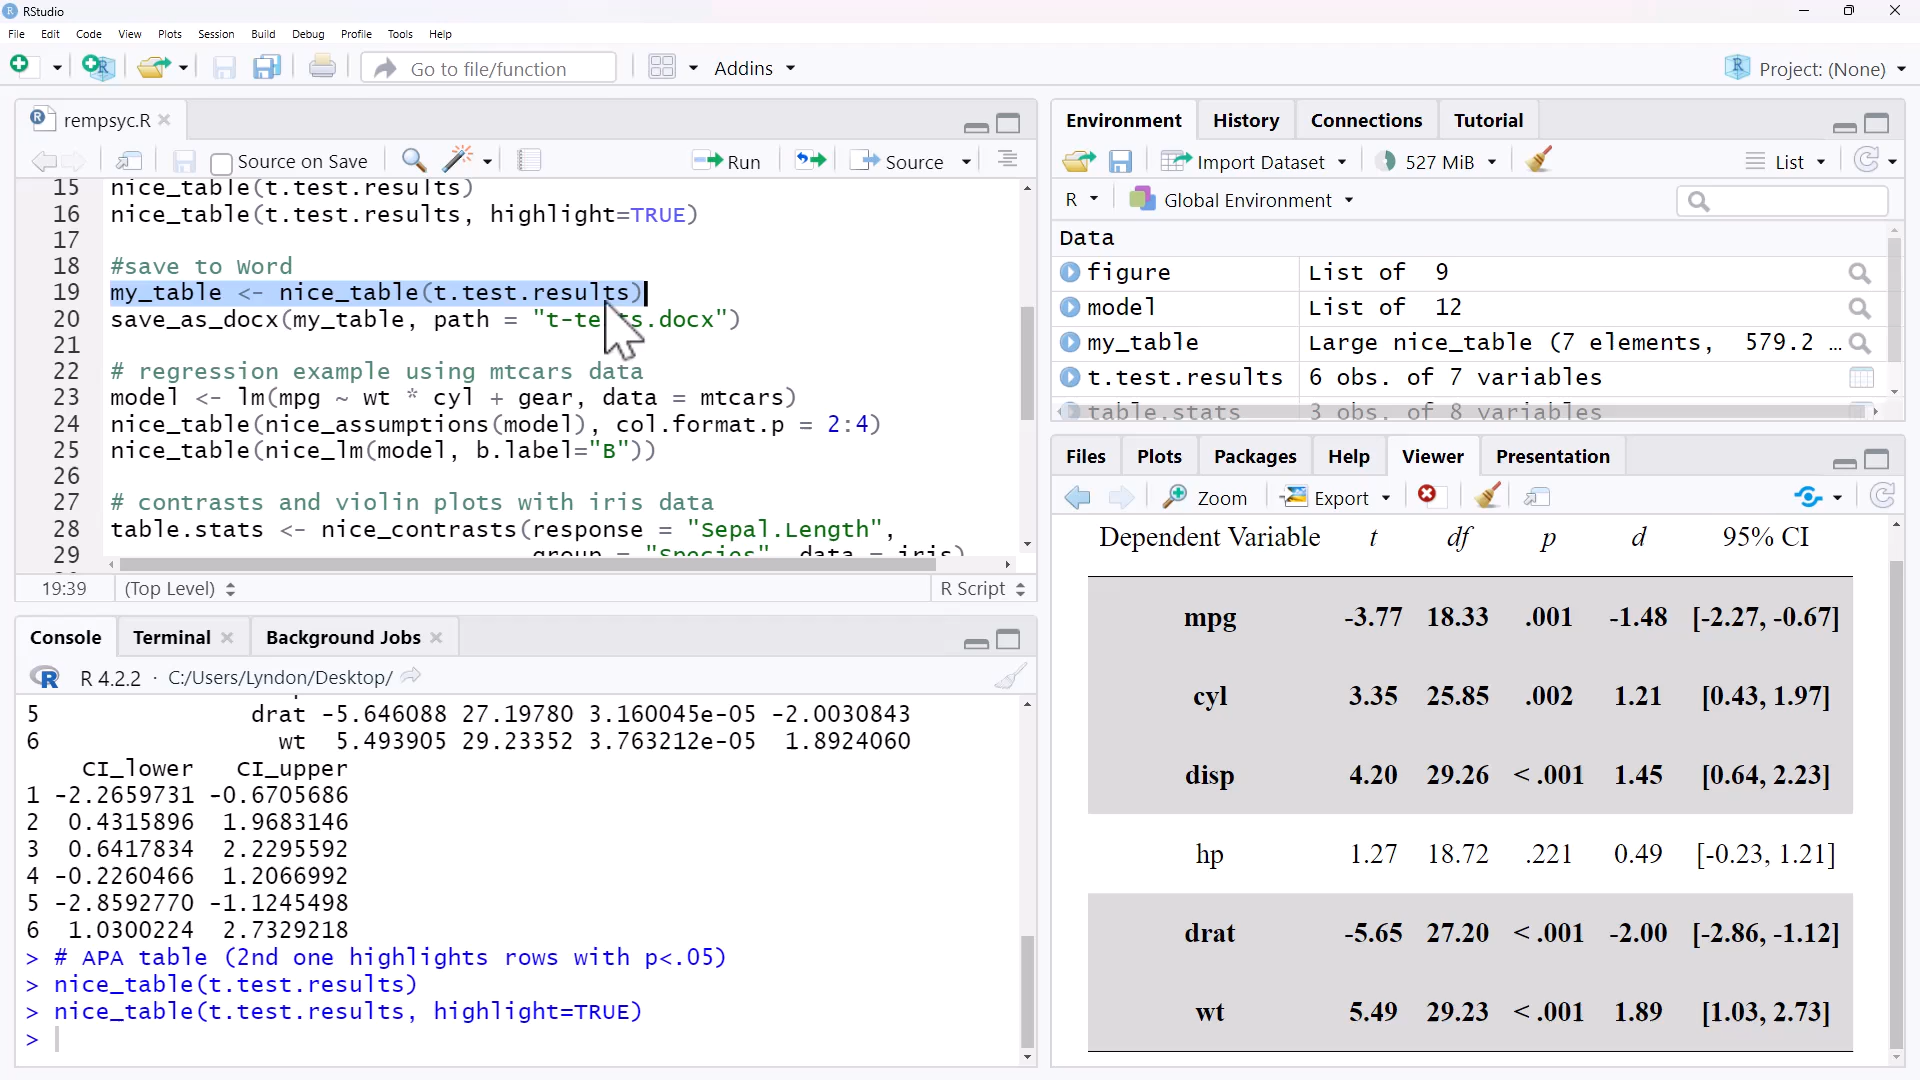 RStudio
File Edit Code View Plots Session Build Debug Profile Tools Help
Go to file/function Addins Project: (None)
rempsyc.R
Source on Save Run Source
15 nice_table(t.test.results)
16 nice_table(t.test.results, highlight=TRUE)
17
18 #save to Word
19 my_table <- nice_table(t.test.results)
20 save_as_docx(my_table, path = "t-tests.docx")
21
22 # regression example using mtcars data
23 model <- lm(mpg ~ wt * cyl + gear, data = mtcars)
24 nice_table(nice_assumptions(model), col.format.p = 2:4)
25 nice_table(nice_lm(model, b.label="B"))
26
27 # contrasts and violin plots with iris data
28 table.stats <- nice_contrasts(response = "Sepal.Length",
29 group = "Species", data = iris)
19:39 (Top Level) R Script
Console Terminal Background Jobs
R 4.2.2 · C:/Users/Lyndon/Desktop/
5 drat -5.646088 27.19780 3.160045e-05 -2.0030843
6 wt 5.493905 29.23352 3.763212e-05 1.8924060
CI_lower CI_upper
1 -2.2659731 -0.6705686
2 0.4315896 1.9683146
3 0.6417834 2.2295592
4 -0.2260466 1.2066992
5 -2.8592770 -1.1245498
6 1.0300224 2.7329218
> # APA table (2nd one highlights rows with p<.05)
> nice_table(t.test.results)
> nice_table(t.test.results, highlight=TRUE)
>
Environment History Connections Tutorial
Import Dataset 527 MiB List
R Global Environment
Data
figure List of 9
model List of 12
my_table Large nice_table (7 elements, 579.2 …
t.test.results 6 obs. of 7 variables
table.stats 3 obs. of 8 variables
Files Plots Packages Help Viewer Presentation
Zoom Export
Dependent Variable t df p d 95% CI
mpg -3.77 18.33 .001 -1.48 [-2.27, -0.67]
cyl 3.35 25.85 .002 1.21 [0.43, 1.97]
disp 4.20 29.26 < .001 1.45 [0.64, 2.23]
hp 1.27 18.72 .221 0.49 [-0.23, 1.21]
drat -5.65 27.20 < .001 -2.00 [-2.86, -1.12]
wt 5.49 29.23 < .001 1.89 [1.03, 2.73]